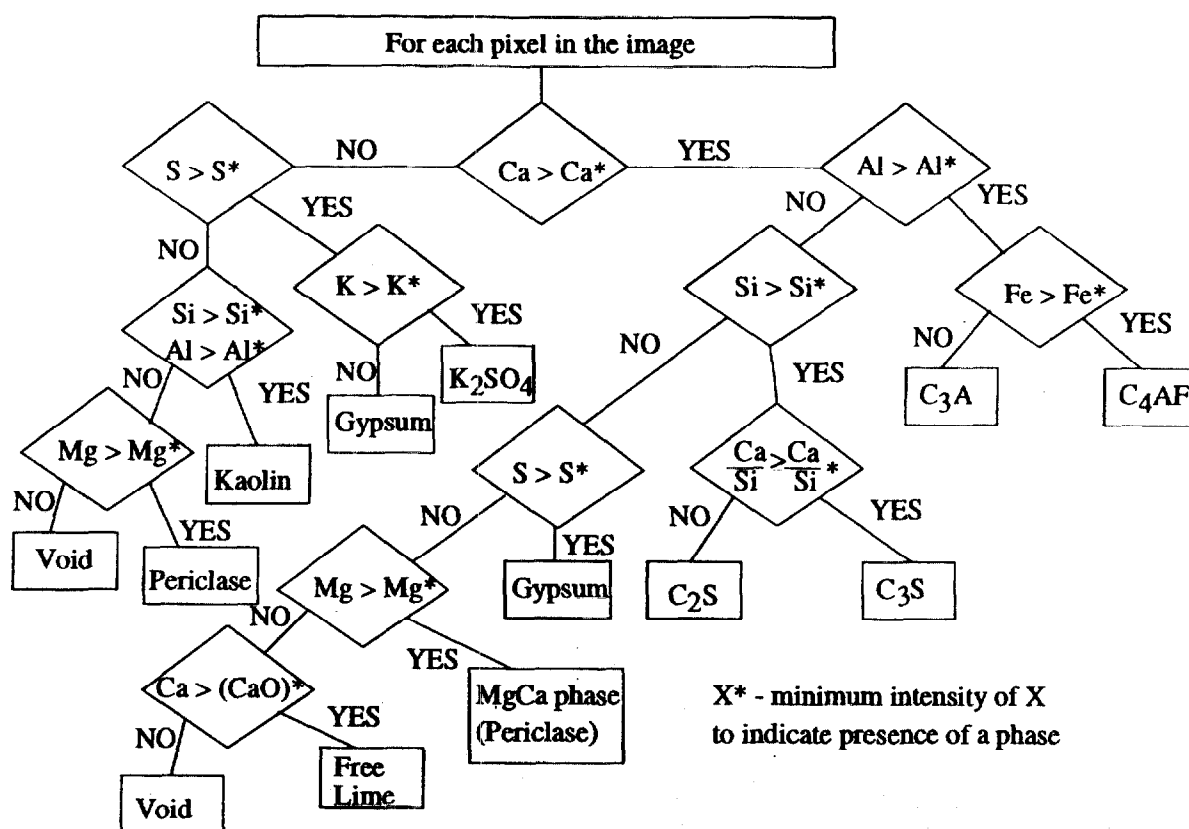 For each pixel in the image
S > S*
NO
Ca > Ca*
YES
Al > Al*
NO
YES
K > K*
YES
NO
Si > Si*
Al > Al*
NO
Si > Si*
YES
Fe > Fe*
NO
YES
Gypsum
K₂SO₄
NO
YES
C₃A
C₄AF
NO
YES
Mg > Mg*
Kaolin
NO
YES
S > S*
Ca/Si > Ca/Si *
NO
YES
Void
Periclase
NO
YES
Gypsum
C₂S
C₃S
NO
YES
Mg > Mg*
NO
YES
MgCa phase
(Periclase)
Ca > (CaO)*
NO
YES
Void
Free
Lime
X* - minimum intensity of X
to indicate presence of a phase